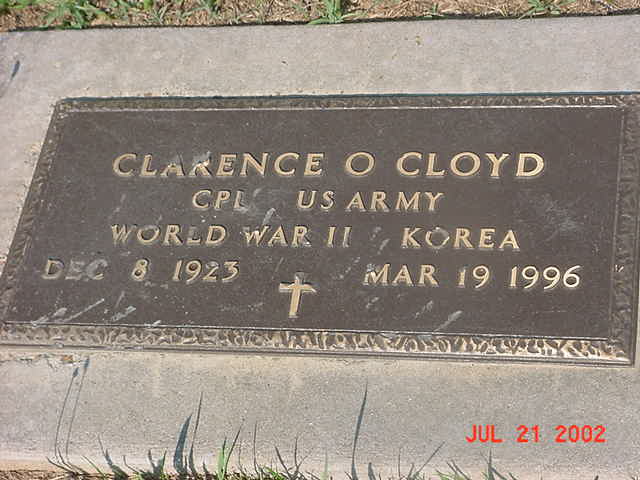 CLARENCE O CLOYD
CPL US ARMY
WORLD WAR II KOREA
DEC 8 1923 MAR 19 1996
JUL 21 2002